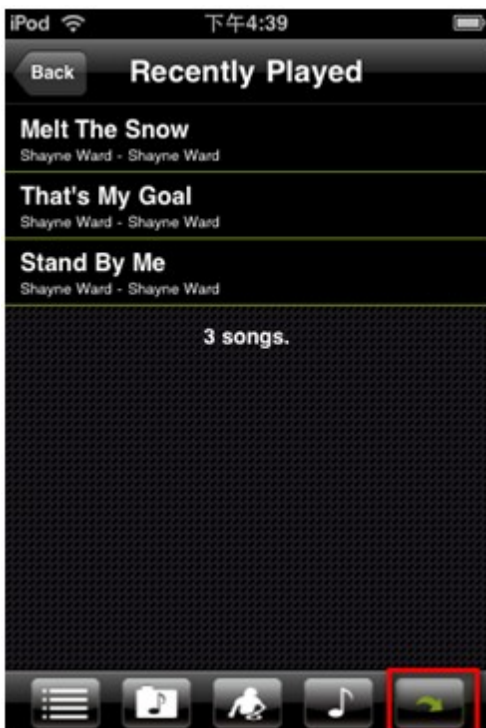 iPod 下午4:39
Back Recently Played
Melt The Snow
Shayne Ward - Shayne Ward
That's My Goal
Shayne Ward - Shayne Ward
Stand By Me
Shayne Ward - Shayne Ward
3 songs.